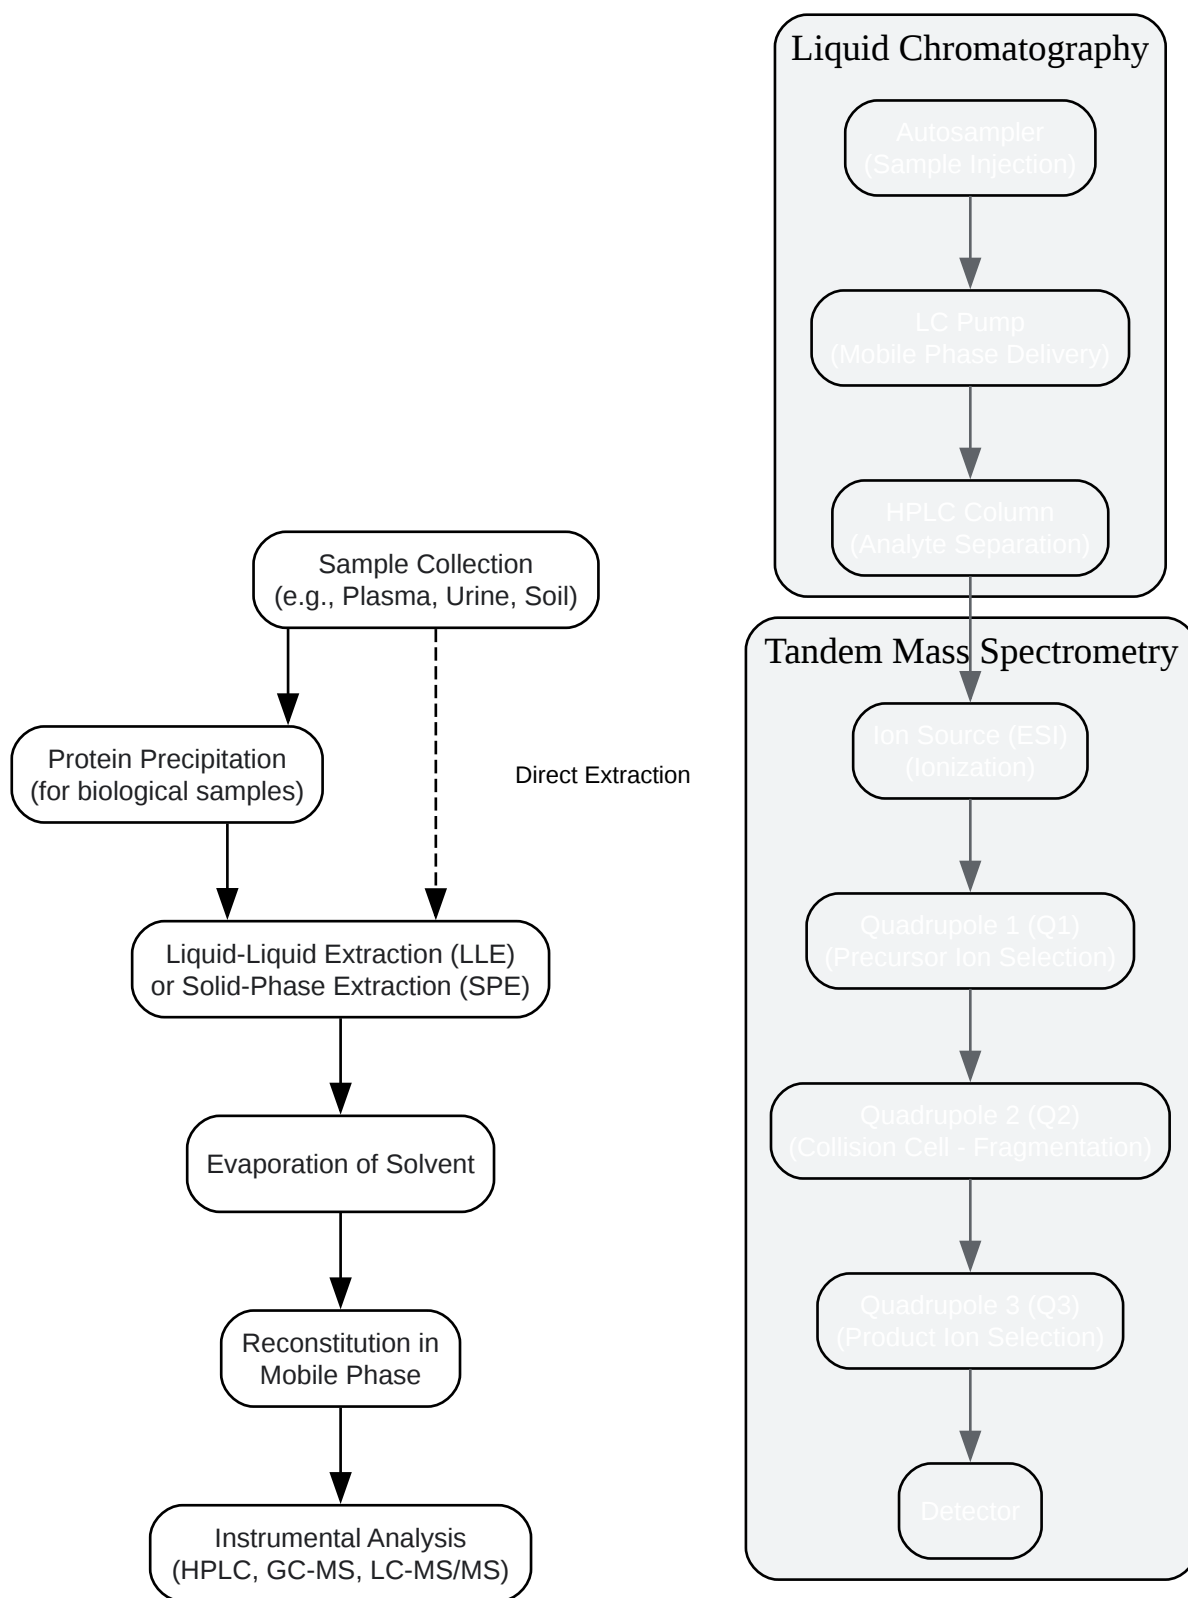 Sample Collection
(e.g., Plasma, Urine, Soil)
Protein Precipitation
(for biological samples)
Direct Extraction
Liquid-Liquid Extraction (LLE)
or Solid-Phase Extraction (SPE)
Evaporation of Solvent
Reconstitution in
Mobile Phase
Instrumental Analysis
(HPLC, GC-MS, LC-MS/MS)
Liquid Chromatography
Autosampler
(Sample Injection)
LC Pump
(Mobile Phase Delivery)
HPLC Column
(Analyte Separation)
Tandem Mass Spectrometry
Ion Source (ESI)
(Ionization)
Quadrupole 1 (Q1)
(Precursor Ion Selection)
Quadrupole 2 (Q2)
(Collision Cell - Fragmentation)
Quadrupole 3 (Q3)
(Product Ion Selection)
Detector